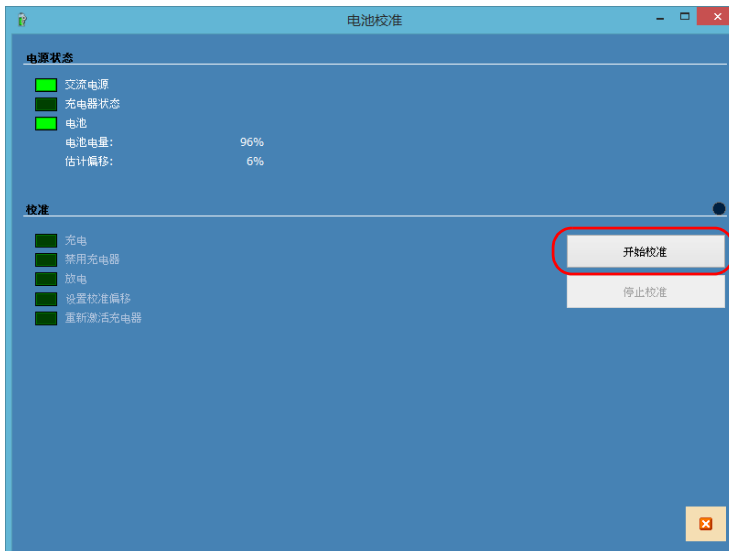 电池校准
电源状态
交流电源
充电器状态
电池
电池电量: 96%
估计偏移: 6%
校准
充电
禁用充电器
放电
设置校准偏移
重新激活充电器
开始校准
停止校准